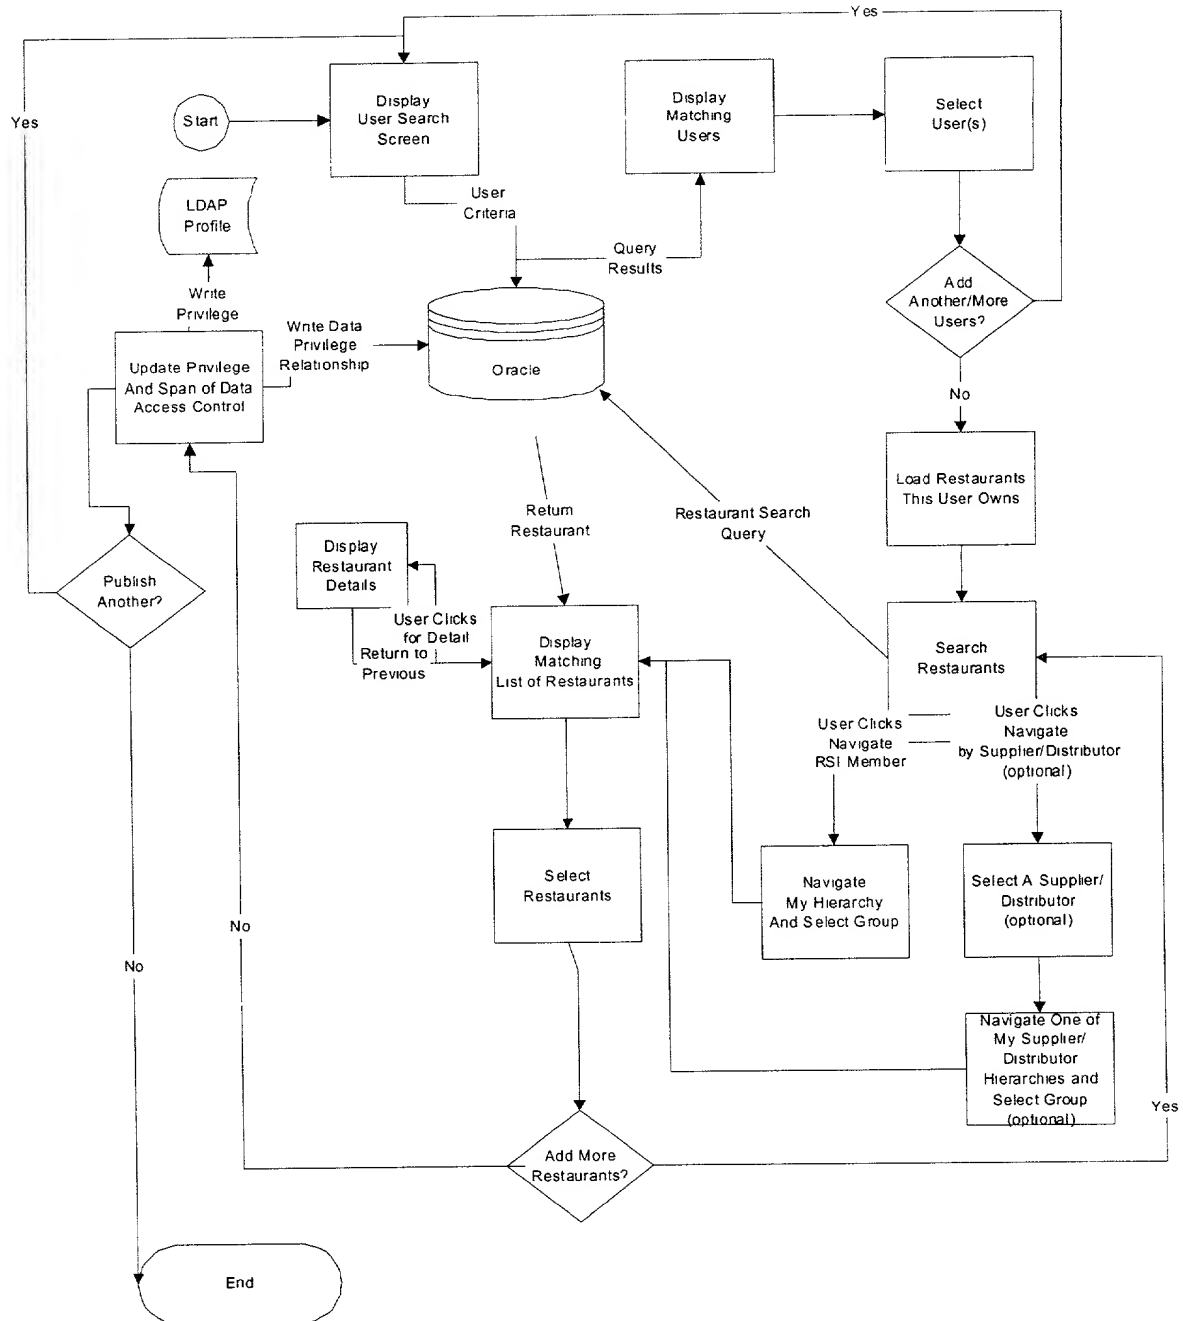 Yes
Yes
Start
Display
User Search
Screen
Display
Matching
Users
Select
User(s)
LDAP
Profile
User
Criteria
Query
Results
Add
Another/More
Users?
Write
Privilege
Write Data
Privilege
Relationship
Update Privilege
And Span of Data
Access Control
Oracle
No
Load Restaurants
This User Owns
Return
Restaurant
Restaurant Search
Query
Display
Restaurant
Details
Publish
Another?
User Clicks
for Detail
Return to
Previous
Display
Matching
List of Restaurants
Search
Restaurants
User Clicks
Navigate
RSI Member
User Clicks
Navigate
by Supplier/Distributor
(optional)
Select
Restaurants
Navigate
My Hierarchy
And Select Group
Select A Supplier/
Distributor
(optional)
No
No
Navigate One of
My Supplier/
Distributor
Hierarchies and
Select Group
(optional)
Yes
Add More
Restaurants?
End